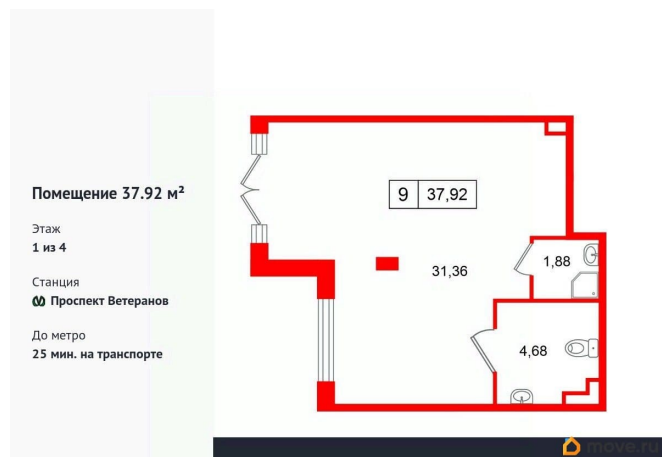 Помещение 37.92 м²
Этаж
1 из 4
Станция
Проспект Ветеранов
До метро
25 мин. на транспорте
9 37,92
31,36
1,88
4,68
move.ru